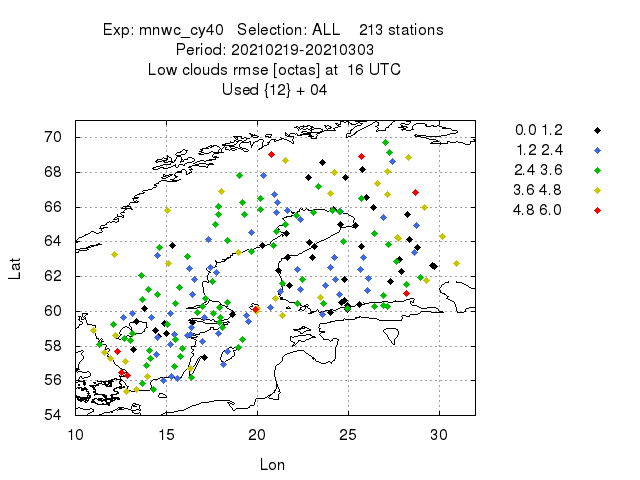 Exp: mnwc_cy40 Selection: ALL 213 stations
Period: 20210219-20210303
Low clouds rmse [octas] at 16 UTC
Used {12} + 04
0.0 1.2
1.2 2.4
2.4 3.6
3.6 4.8
4.8 6.0
70
68
66
64
62
60
58
56
54
Lat
10 15 20 25 30
Lon